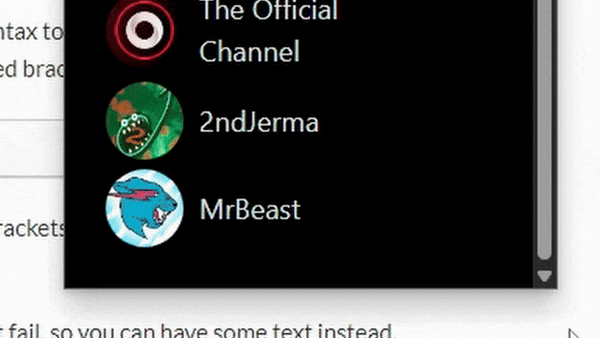 The Official
ntax to
Channel
ed brac
2ndJerma
MrBeast
rackets
t fail, so you can have some text instead.